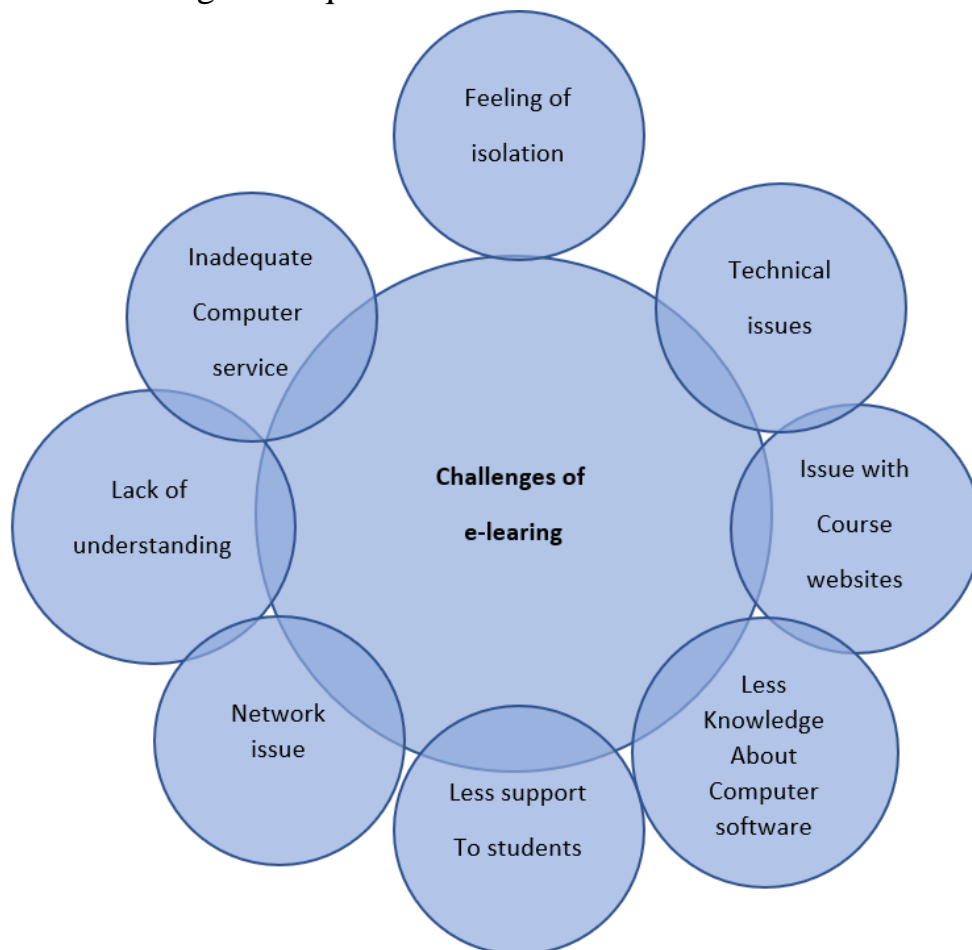 Feeling of
isolation
Technical
issues
Issue with
Course
websites
Less
Knowledge
About
Computer
software
Less support
To students
Network
issue
Lack of
understanding
Inadequate
Computer
service
Challenges of
e-learing